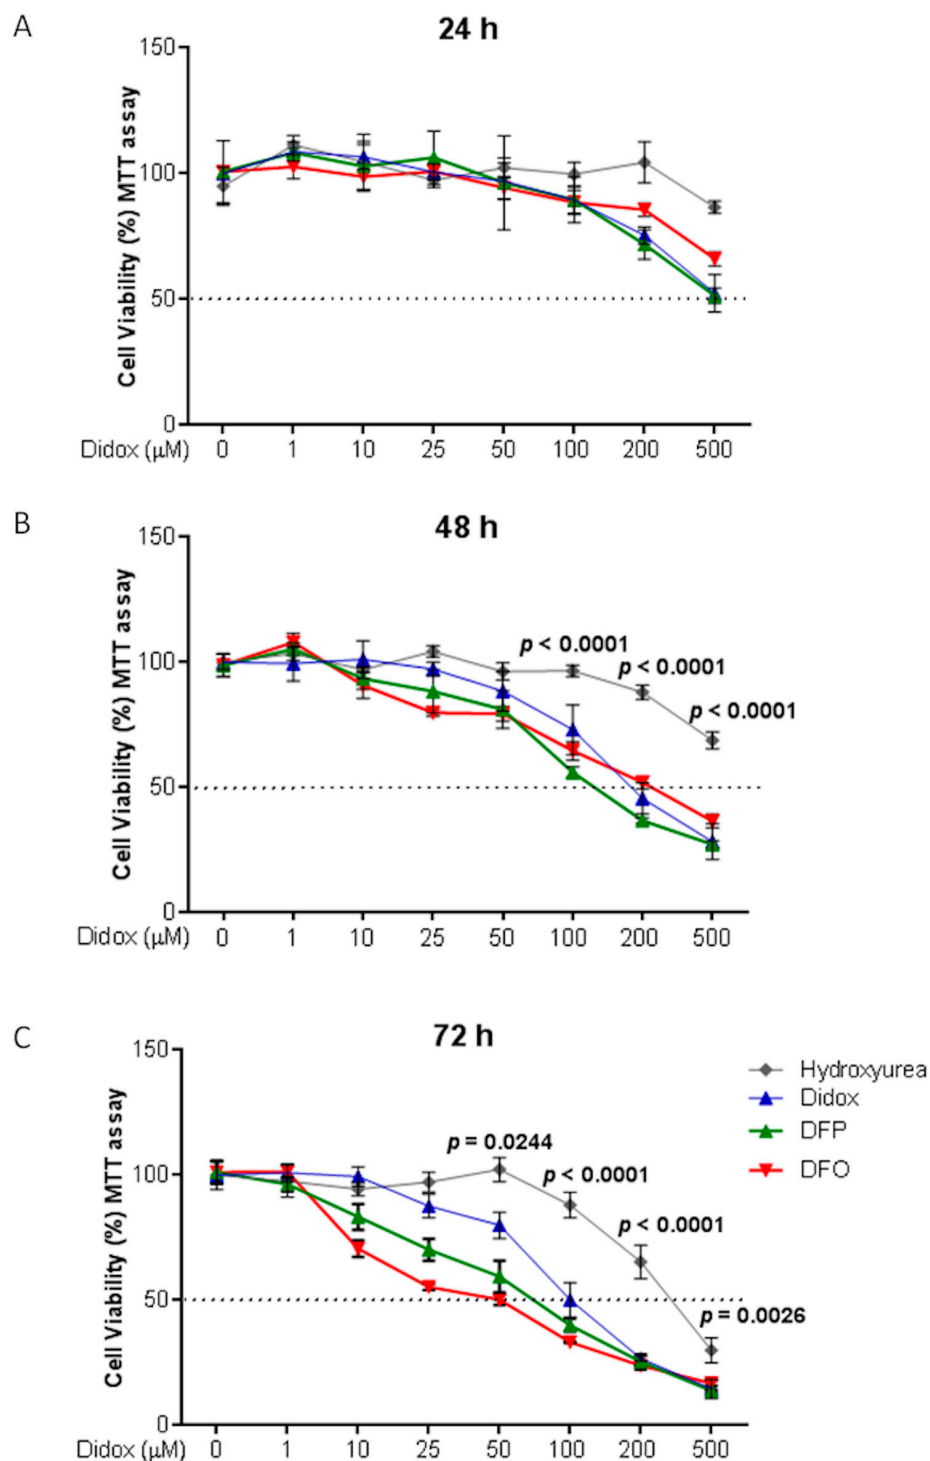 A
24 h
Cell Viability (%) MTT assay
150
100
50
0
Didox (μM) 0 1 10 25 50 100 200 500
B
48 h
Cell Viability (%) MTT assay
150
100
50
0
p < 0.0001
p < 0.0001
p < 0.0001
Didox (μM) 0 1 10 25 50 100 200 500
C
72 h
Cell Viability (%) MTT assay
150
100
50
0
p = 0.0244
p < 0.0001
p < 0.0001
p = 0.0026
Hydroxyurea
Didox
DFP
DFO
Didox (μM) 0 1 10 25 50 100 200 500